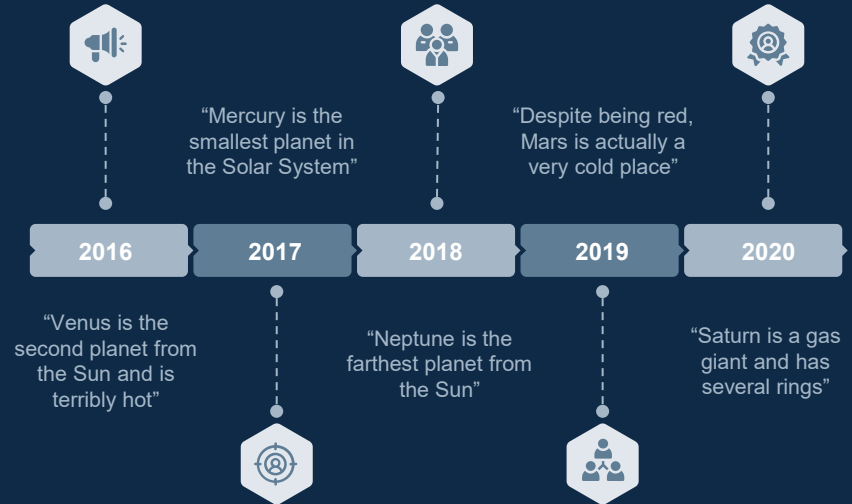 “Mercury is the
smallest planet in
the Solar System”
“Despite being red,
Mars is actually a
very cold place”
2016
2017
2018
2019
2020
“Venus is the
second planet from
the Sun and is
terribly hot”
“Neptune is the
farthest planet from
the Sun”
“Saturn is a gas
giant and has
several rings”